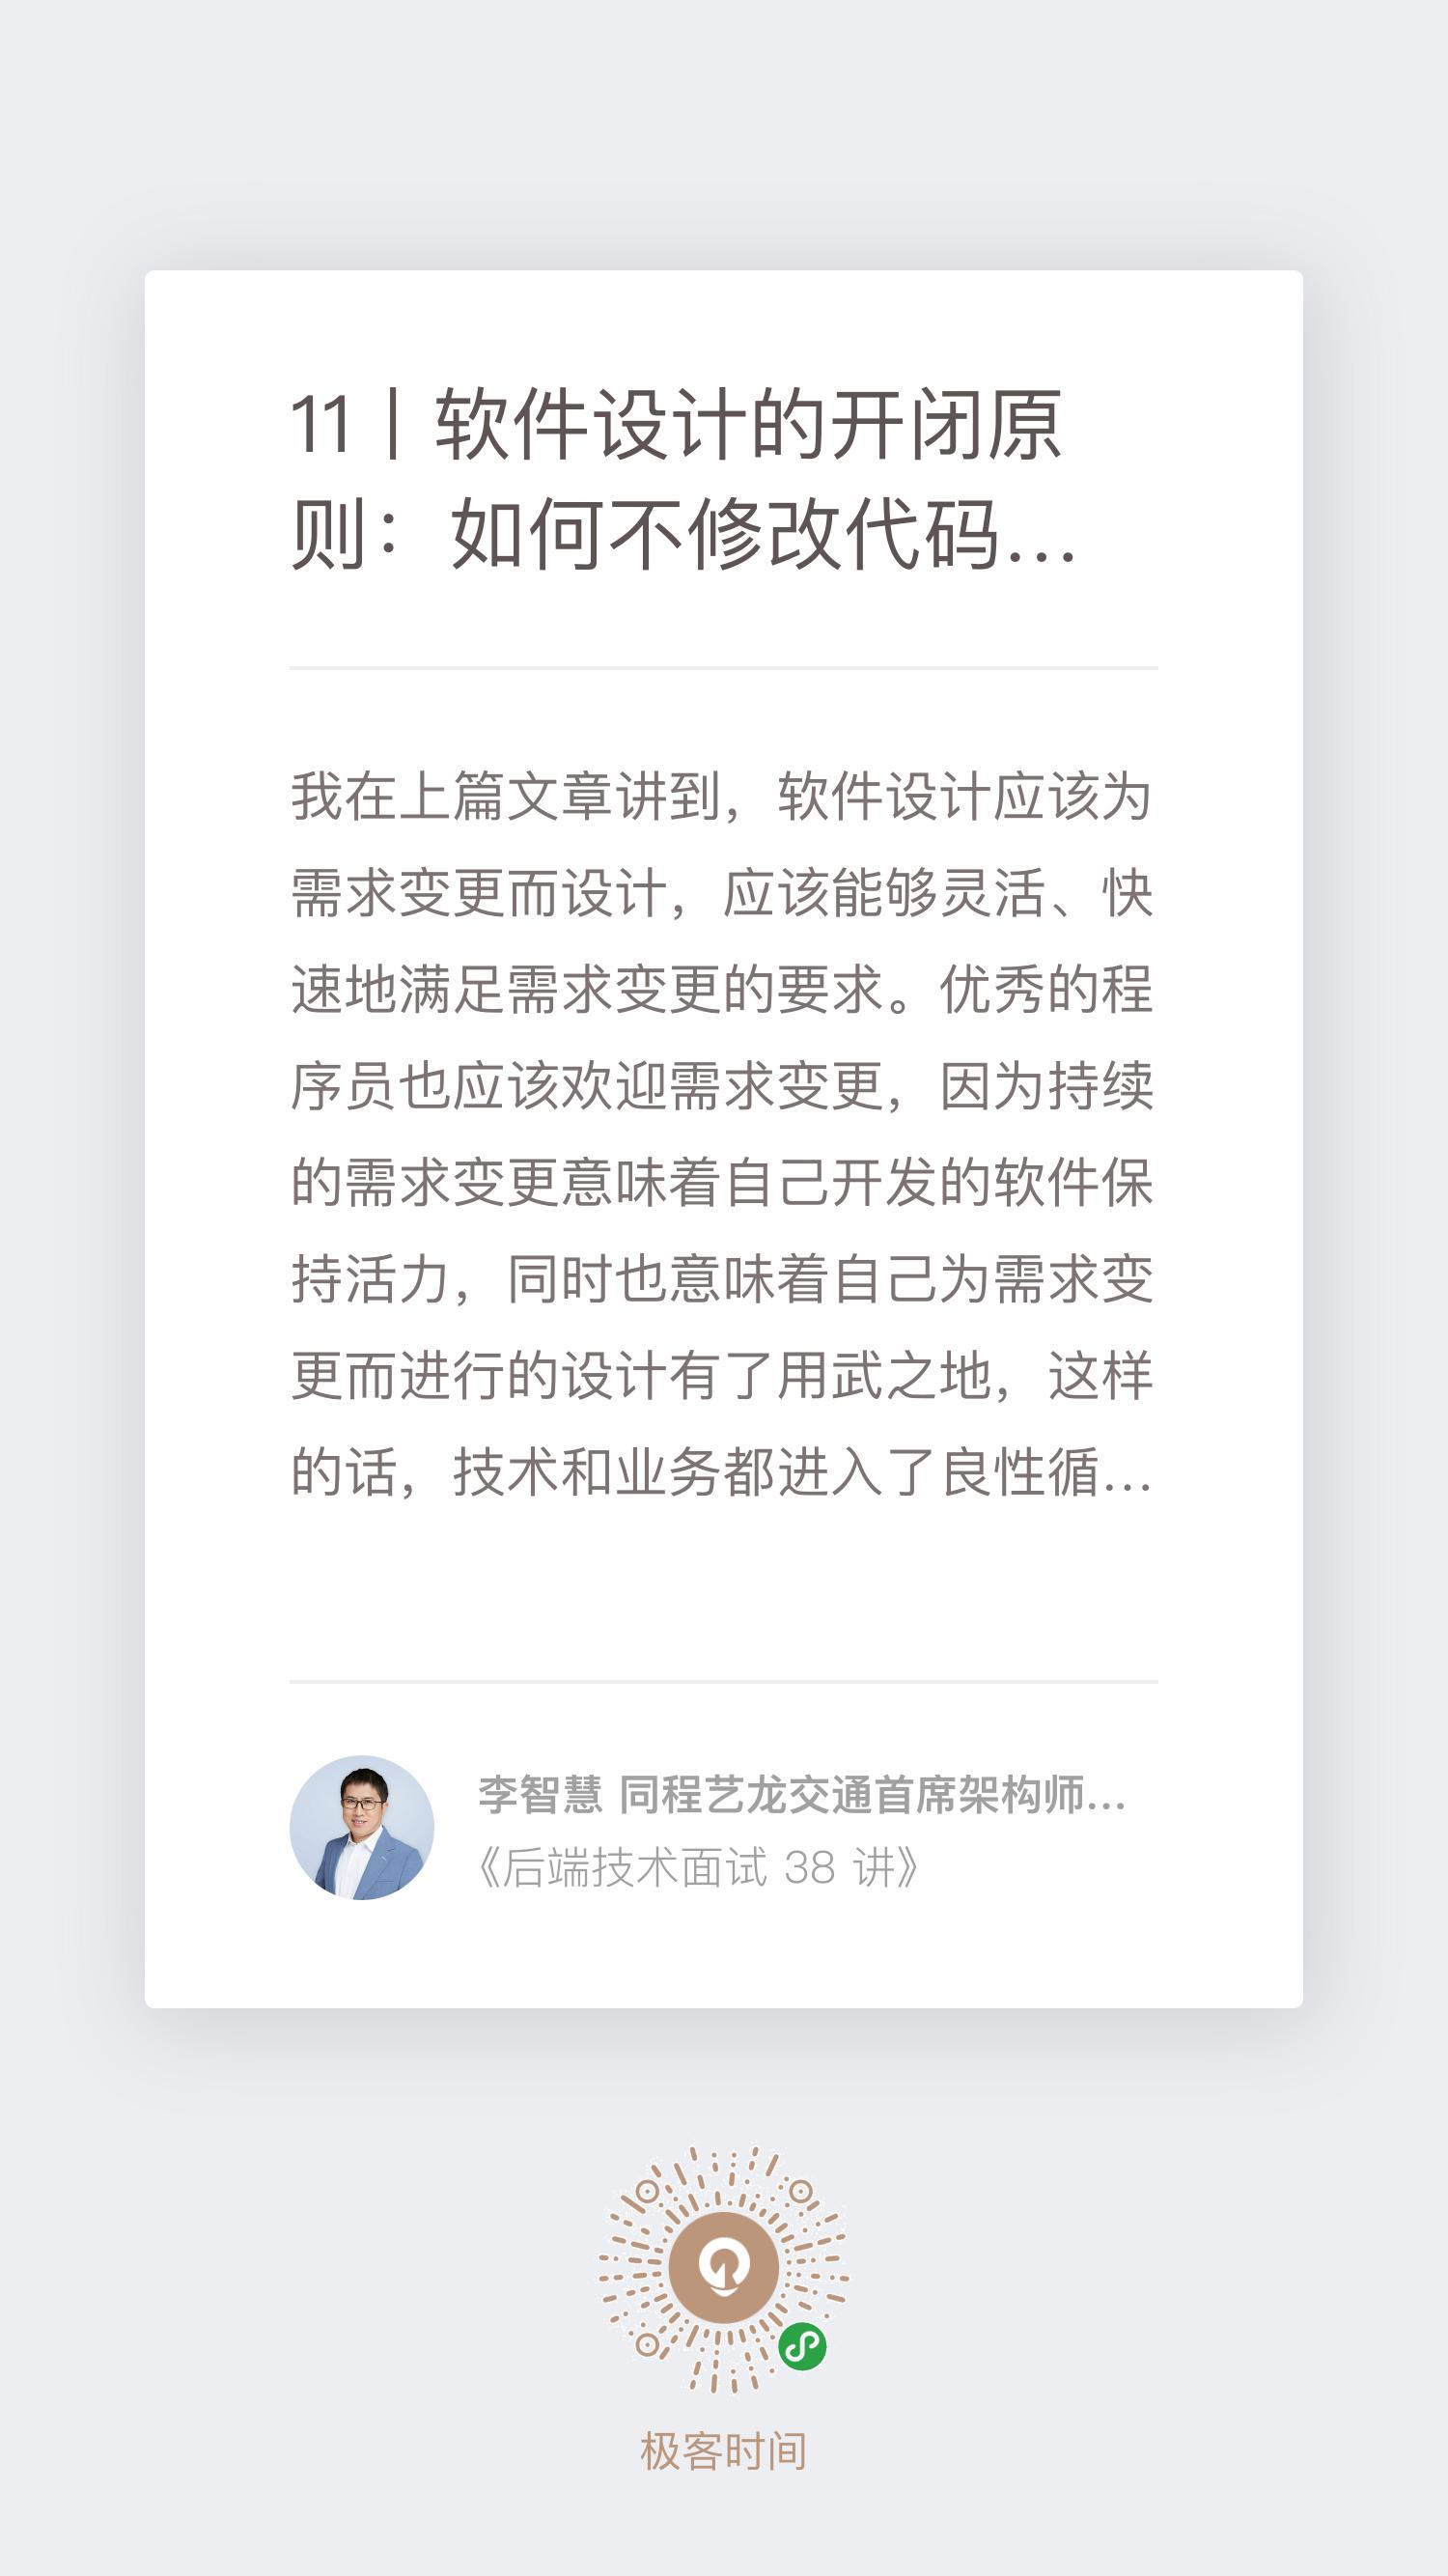 11丨软件设计的开闭原
则：如何不修改代码...
我在上篇文章讲到，软件设计应该为
需求变更而设计，应该能够灵活、快
速地满足需求变更的要求。优秀的程
序员也应该欢迎需求变更，因为持续
的需求变更意味着自己开发的软件保
持活力，同时也意味着自己为需求变
更而进行的设计有了用武之地，这样
的话，技术和业务都进入了良性循...
李智慧 同程艺龙交通首席架构师...
《后端技术面试 38 讲》
极客时间